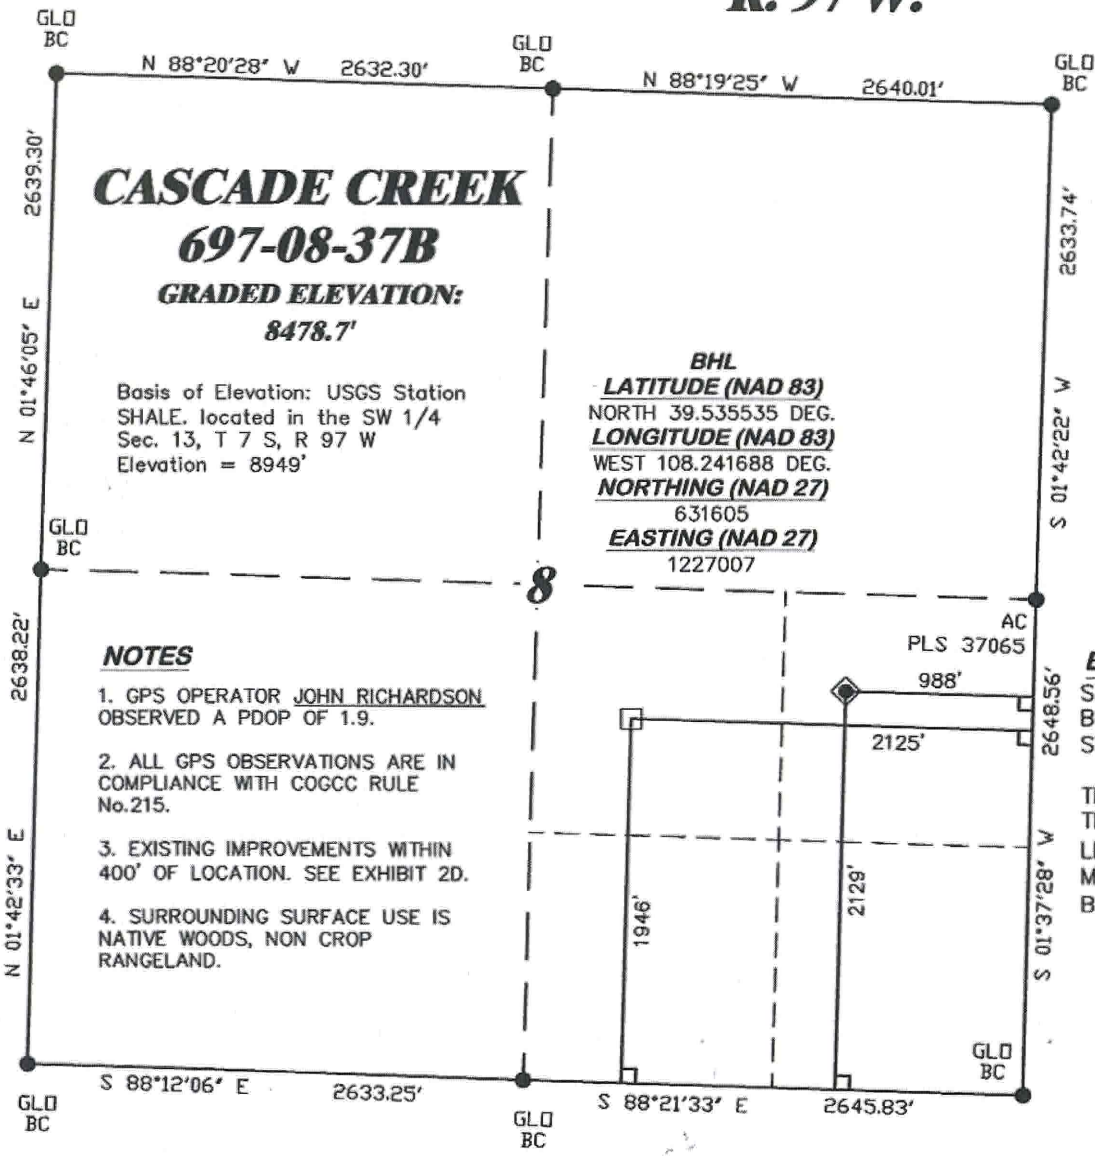 R. 97 W.
GLO
BC
GLO
BC
GLO
BC
N 88°20'28" W 2632.30'
N 88°19'25" W 2640.01'
2639.30'
N 01°46'05" E
CASCADE CREEK
697-08-37B
GRADED ELEVATION:
8478.7'
Basis of Elevation: USGS Station
SHALE. located in the SW 1/4
Sec. 13, T 7 S, R 97 W
Elevation = 8949'
BHL
LATITUDE (NAD 83)
NORTH 39.535535 DEG.
LONGITUDE (NAD 83)
WEST 108.241688 DEG.
NORTHING (NAD 27)
631605
EASTING (NAD 27)
1227007
2633.74'
S 01°42'22" W
GLO
BC
8
AC
PLS 37065
2638.22'
N 01°42'33" E
NOTES
1. GPS OPERATOR JOHN RICHARDSON
OBSERVED A PDOP OF 1.9.
2. ALL GPS OBSERVATIONS ARE IN
COMPLIANCE WITH COGCC RULE
No.215.
3. EXISTING IMPROVEMENTS WITHIN
400' OF LOCATION. SEE EXHIBIT 2D.
4. SURROUNDING SURFACE USE IS
NATIVE WOODS, NON CROP
RANGELAND.
988'
2125'
1946'
2129'
2648.56'
S 01°37'28" W
GLO
BC
S 88°12'06" E 2633.25'
S 88°21'33" E 2645.83'
GLO
BC
GLO
BC